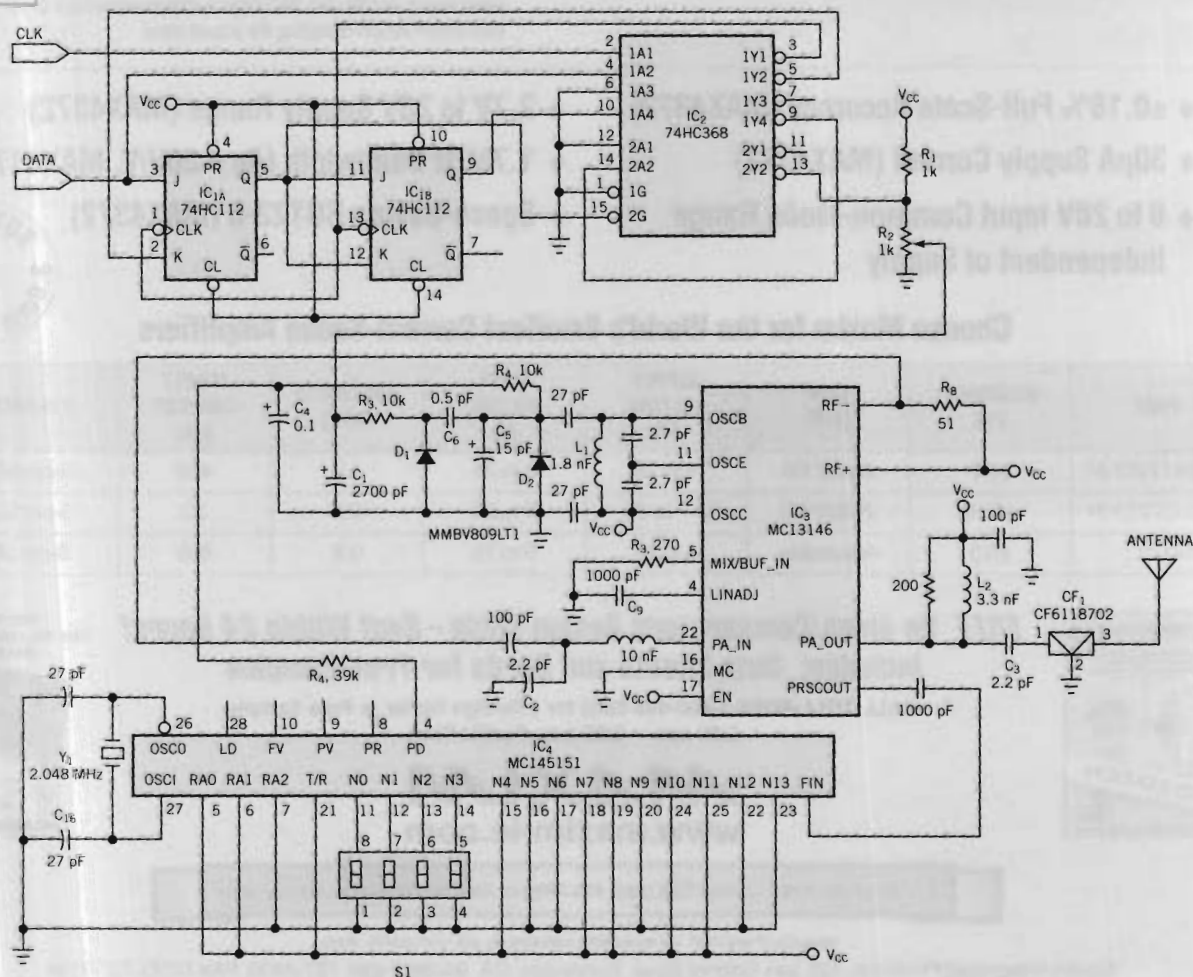 CLK
DATA
VCC
4
PR
3
J
Q
5
IC1A
74HC112
1
CLK
2
K
Q
6
CL
10
PR
11
J
Q
9
IC1B
74HC112
13
CLK
12
K
Q
7
CL
14
2
1A1
1Y1
3
4
1A2
1Y2
5
6
1A3
1Y3
7
10
1A4
1Y4
9
IC2
74HC368
12
2A1
11
14
2A2
2Y2
13
1
1G
15
2G
VCC
R1
1k
R2
1k
C4
0.1
R3, 10k
D1
C1
2700 pF
0.5 pF
C6
R4, 10k
C5
15 pF
D2
MMBV809LT1
27 pF
L1
1.8 nF
27 pF
2.7 pF
2.7 pF
VCC
9
OSCB
11
OSCE
12
OSCC
IC3
MC13146
R3, 270
5
MIX/BUF_IN
1000 pF
C9
4
LINADJ
100 pF
2.2 pF
C2
10 nF
22
PA_IN
16
MC
VCC
17
EN
RF-
R8
51
RF+
VCC
VCC
100 pF
200
L2
3.3 nF
PA_OUT
C3
2.2 pF
CF1
CF6118702
1
2
3
ANTENNA
PRSCOUT
1000 pF
R4, 39k
27 pF
Y1
2.048 MHz
C16
27 pF
26
28
10
9
8
4
OSCO
LD
FV
PV
PR
PD
IC4
MC145151
OSCI
RA0
RA1
RA2
T/R
N0
N1
N2
N3
N4
N5
N6
N7
N8
N9
N10
N11
N12
N13
FIN
27
5
6
7
21
11
12
13
14
15
16
17
18
19
20
24
25
22
23
8
7
6
5
1
2
3
4
S1
VCC